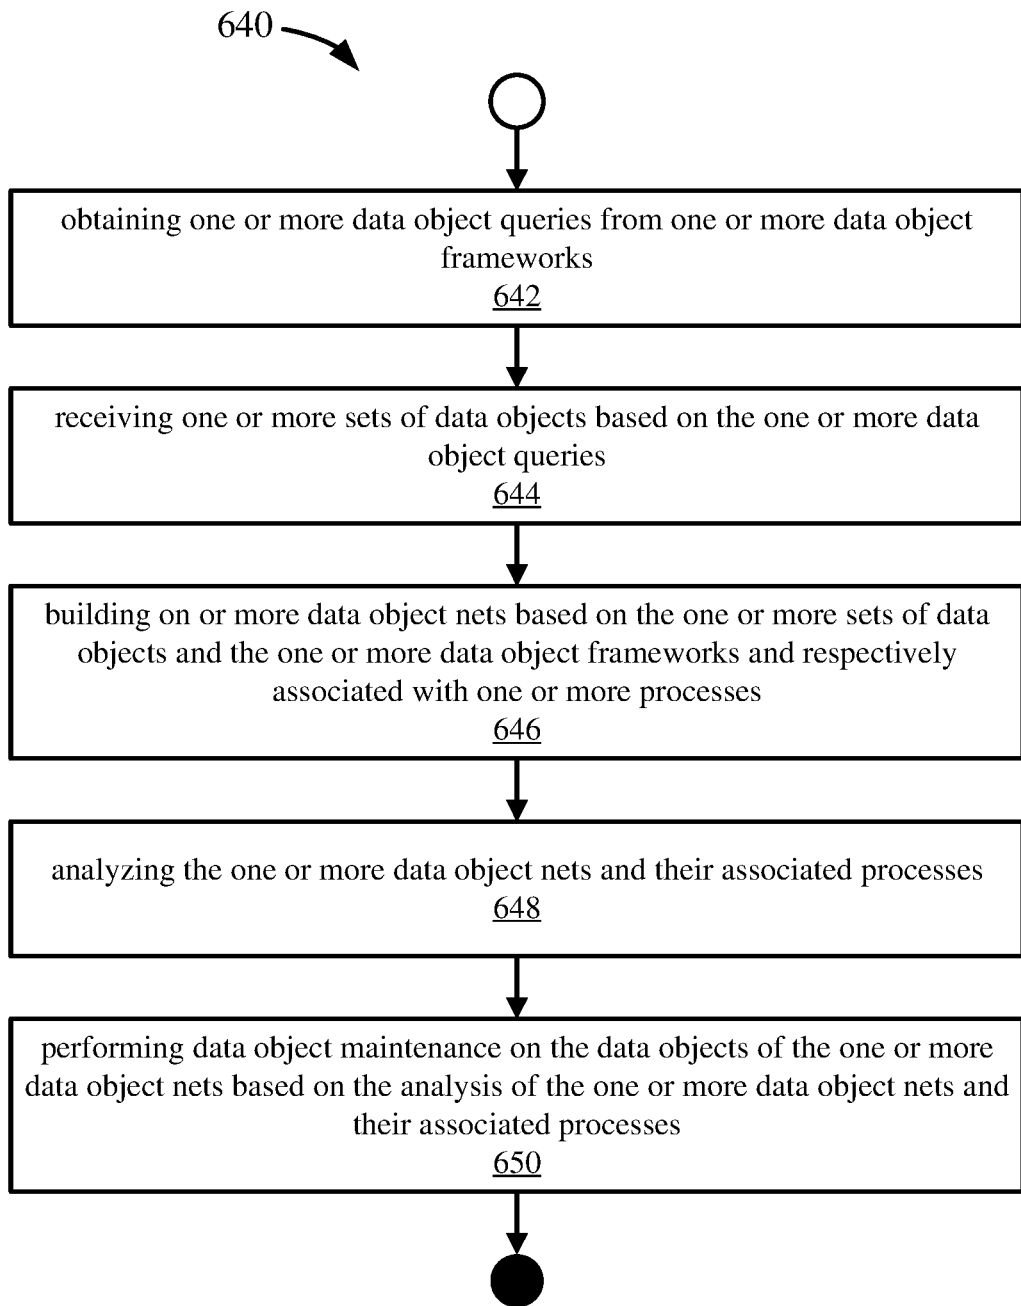 640
obtaining one or more data object queries from one or more data object
frameworks
642
receiving one or more sets of data objects based on the one or more data
object queries
644
building on or more data object nets based on the one or more sets of data
objects and the one or more data object frameworks and respectively
associated with one or more processes
646
analyzing the one or more data object nets and their associated processes
648
performing data object maintenance on the data objects of the one or more
data object nets based on the analysis of the one or more data object nets and
their associated processes
650